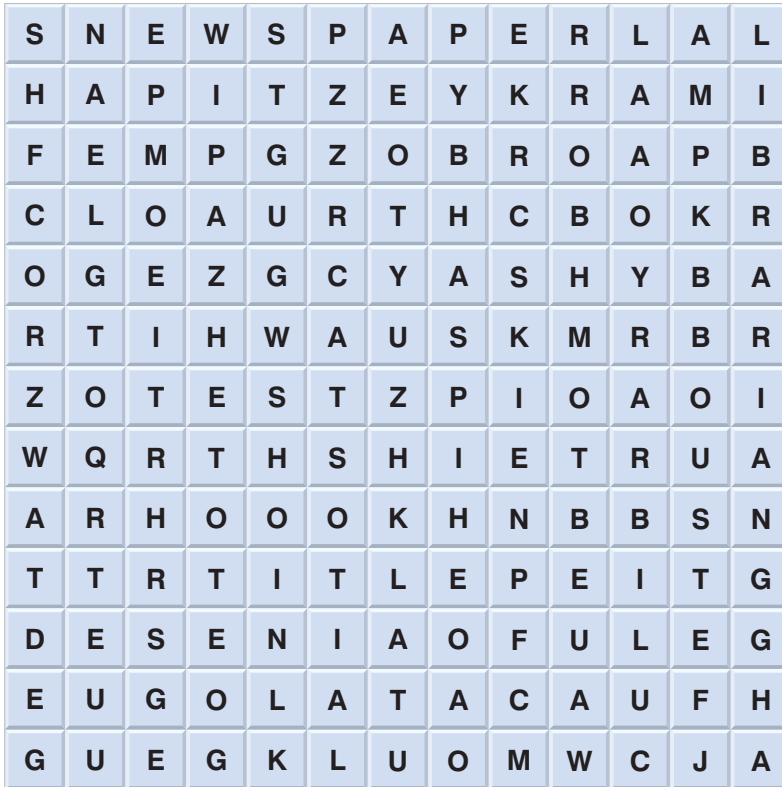 S N E W S P A P E R L A L
H A P I T Z E Y K R A M I
F E M P G Z O B R O A P B
C L O A U R T H C B O K R
O G E Z G C Y A S H Y B A
R T I H W A U S K M R B R
Z O T E S T Z P I O A O I
W Q R T H S H I E T R U A
A R H O O O K H N B B S N
T T R T I T L E P E I T G
D E S E N I A O F U L E G
E U G O L A T A C A U F H
G U E G K L U O M W C J A